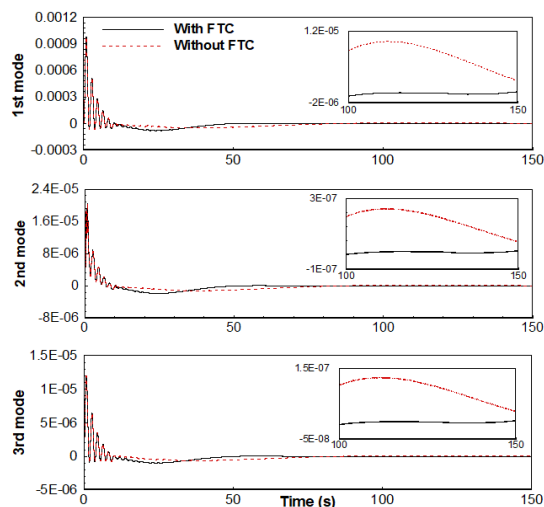 0.0012
0.0009
0.0006
0.0003
0
-0.0003
1st mode
With FTC
Without FTC
1.2E-05
-2E-06
100
150
0
50
100
150
2.4E-05
1.6E-05
8E-06
0
-8E-06
2nd mode
3E-07
-1E-07
100
150
0
50
100
150
1.5E-05
1E-05
5E-06
0
-5E-06
3rd mode
1.5E-07
-5E-08
100
150
0
50
100
150
Time (s)